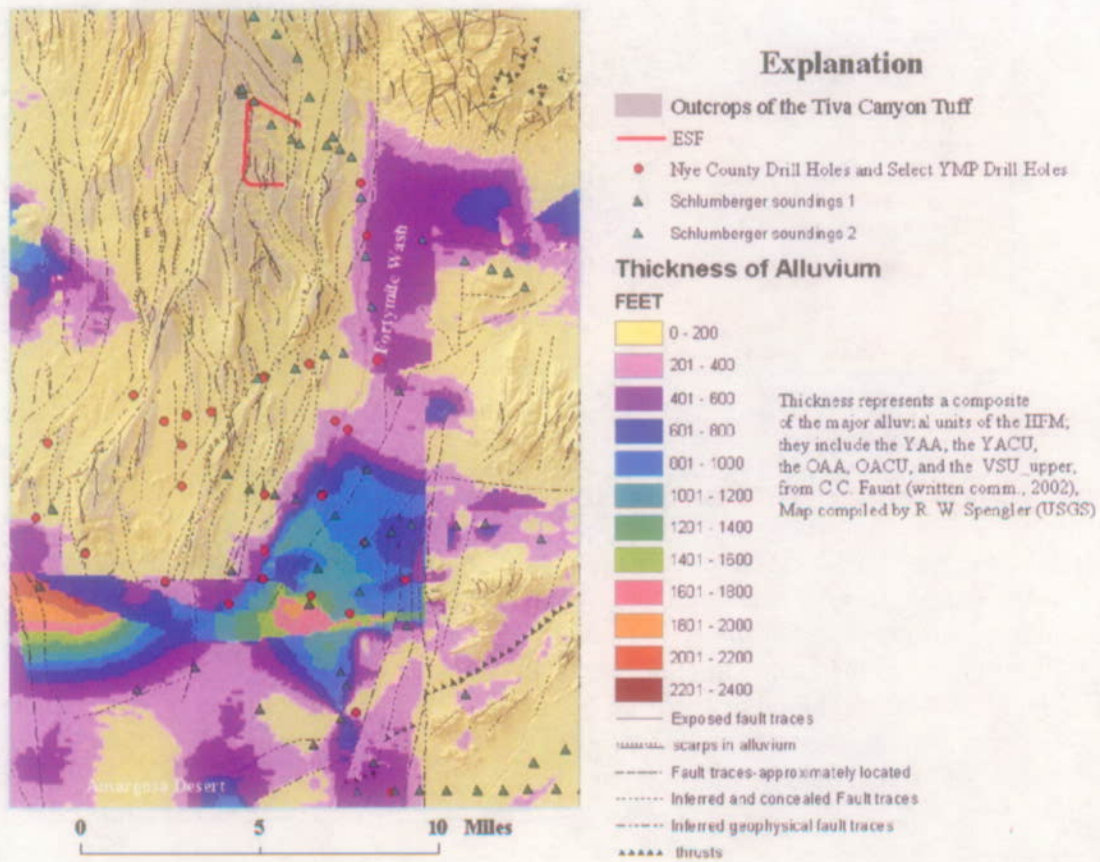 Explanation
Outcrops of the Tiva Canyon Tuff
ESF
Nye County Drill Holes and Select YMP Drill Holes
Schlumberger soundings 1
Schlumberger soundings 2
Thickness of Alluvium
FEET
0 - 200
201 - 400
401 - 600
601 - 800
801 - 1000
1001 - 1200
1201 - 1400
1401 - 1600
1601 - 1800
1801 - 2000
2001 - 2200
2201 - 2400
Thickness represents a composite
of the major alluvial units of the HFM;
they include the YAA, the YACU,
the OAA, OACU, and the VSU_upper,
from C C. Faunt (written comm., 2002),
Map compiled by R. W. Spengler (USGS)
Exposed fault traces
scarps in alluvium
Fault traces-approximately located
Inferred and concealed Fault traces
Inferred geophysical fault traces
thrusts
Fortymile Wash
Amargosa Desert
0 5 10 Miles